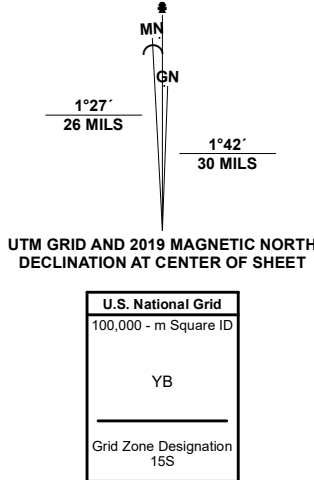 MN
GN
1°27´
26 MILS
1°42´
30 MILS
UTM GRID AND 2019 MAGNETIC NORTH
DECLINATION AT CENTER OF SHEET
U.S. National Grid
100,000 - m Square ID
YB
Grid Zone Designation
15S